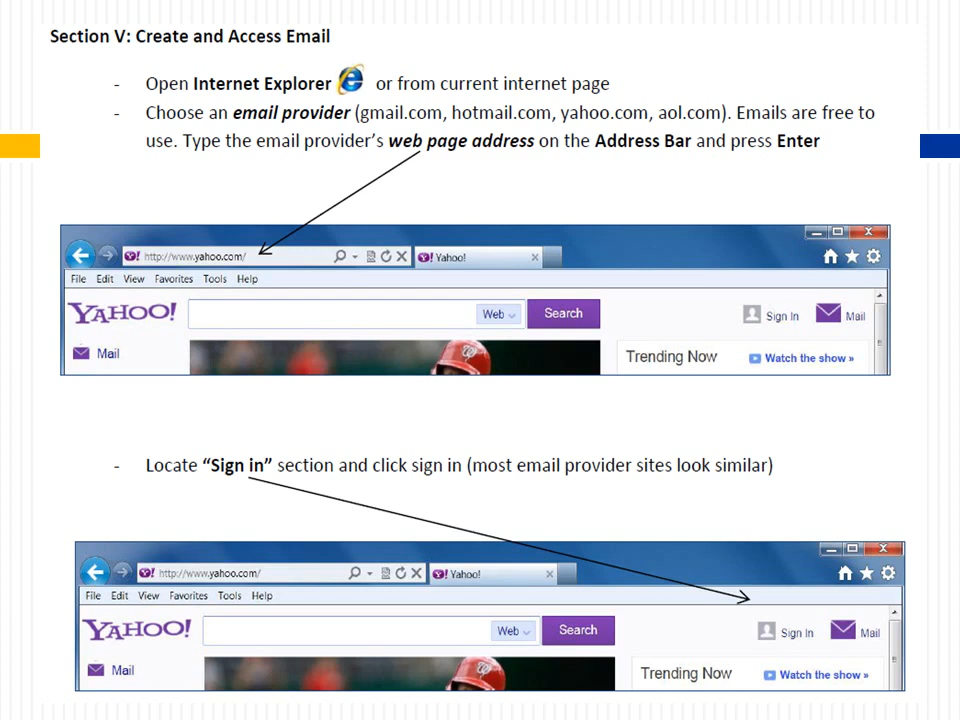 Section V: Create and Access Email
- Open Internet Explorer or from current internet page
- Choose an email provider (gmail.com, hotmail.com, yahoo.com, aol.com). Emails are free to
use. Type the email provider's web page address on the Address Bar and press Enter
Y! http://www.yahoo.com/ Y! Yahoo!
File Edit View Favorites Tools Help
YAHOO! Web Search Sign In Mail
Mail Trending Now Watch the show »
- Locate “Sign in” section and click sign in (most email provider sites look similar)
Y! http://www.yahoo.com/ Y! Yahoo!
File Edit View Favorites Tools Help
YAHOO! Web Search Sign In Mail
Mail Trending Now Watch the show »